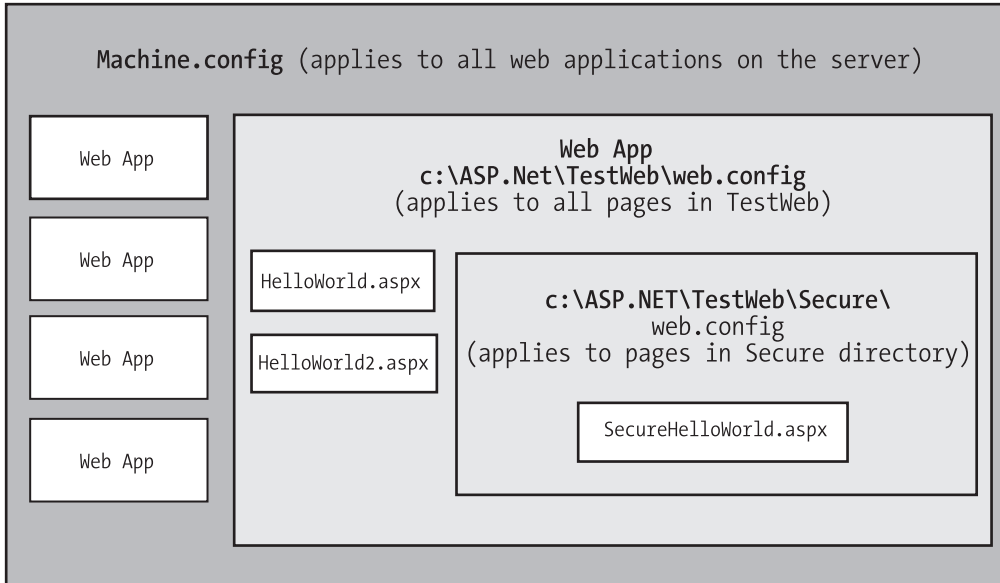 Machine.config (applies to all web applications on the server)
Web App
Web App
Web App
Web App
Web App
c:\ASP.Net\TestWeb\web.config
(applies to all pages in TestWeb)
HelloWorld.aspx
HelloWorld2.aspx
c:\ASP.NET\TestWeb\Secure\
web.config
(applies to pages in Secure directory)
SecureHelloWorld.aspx